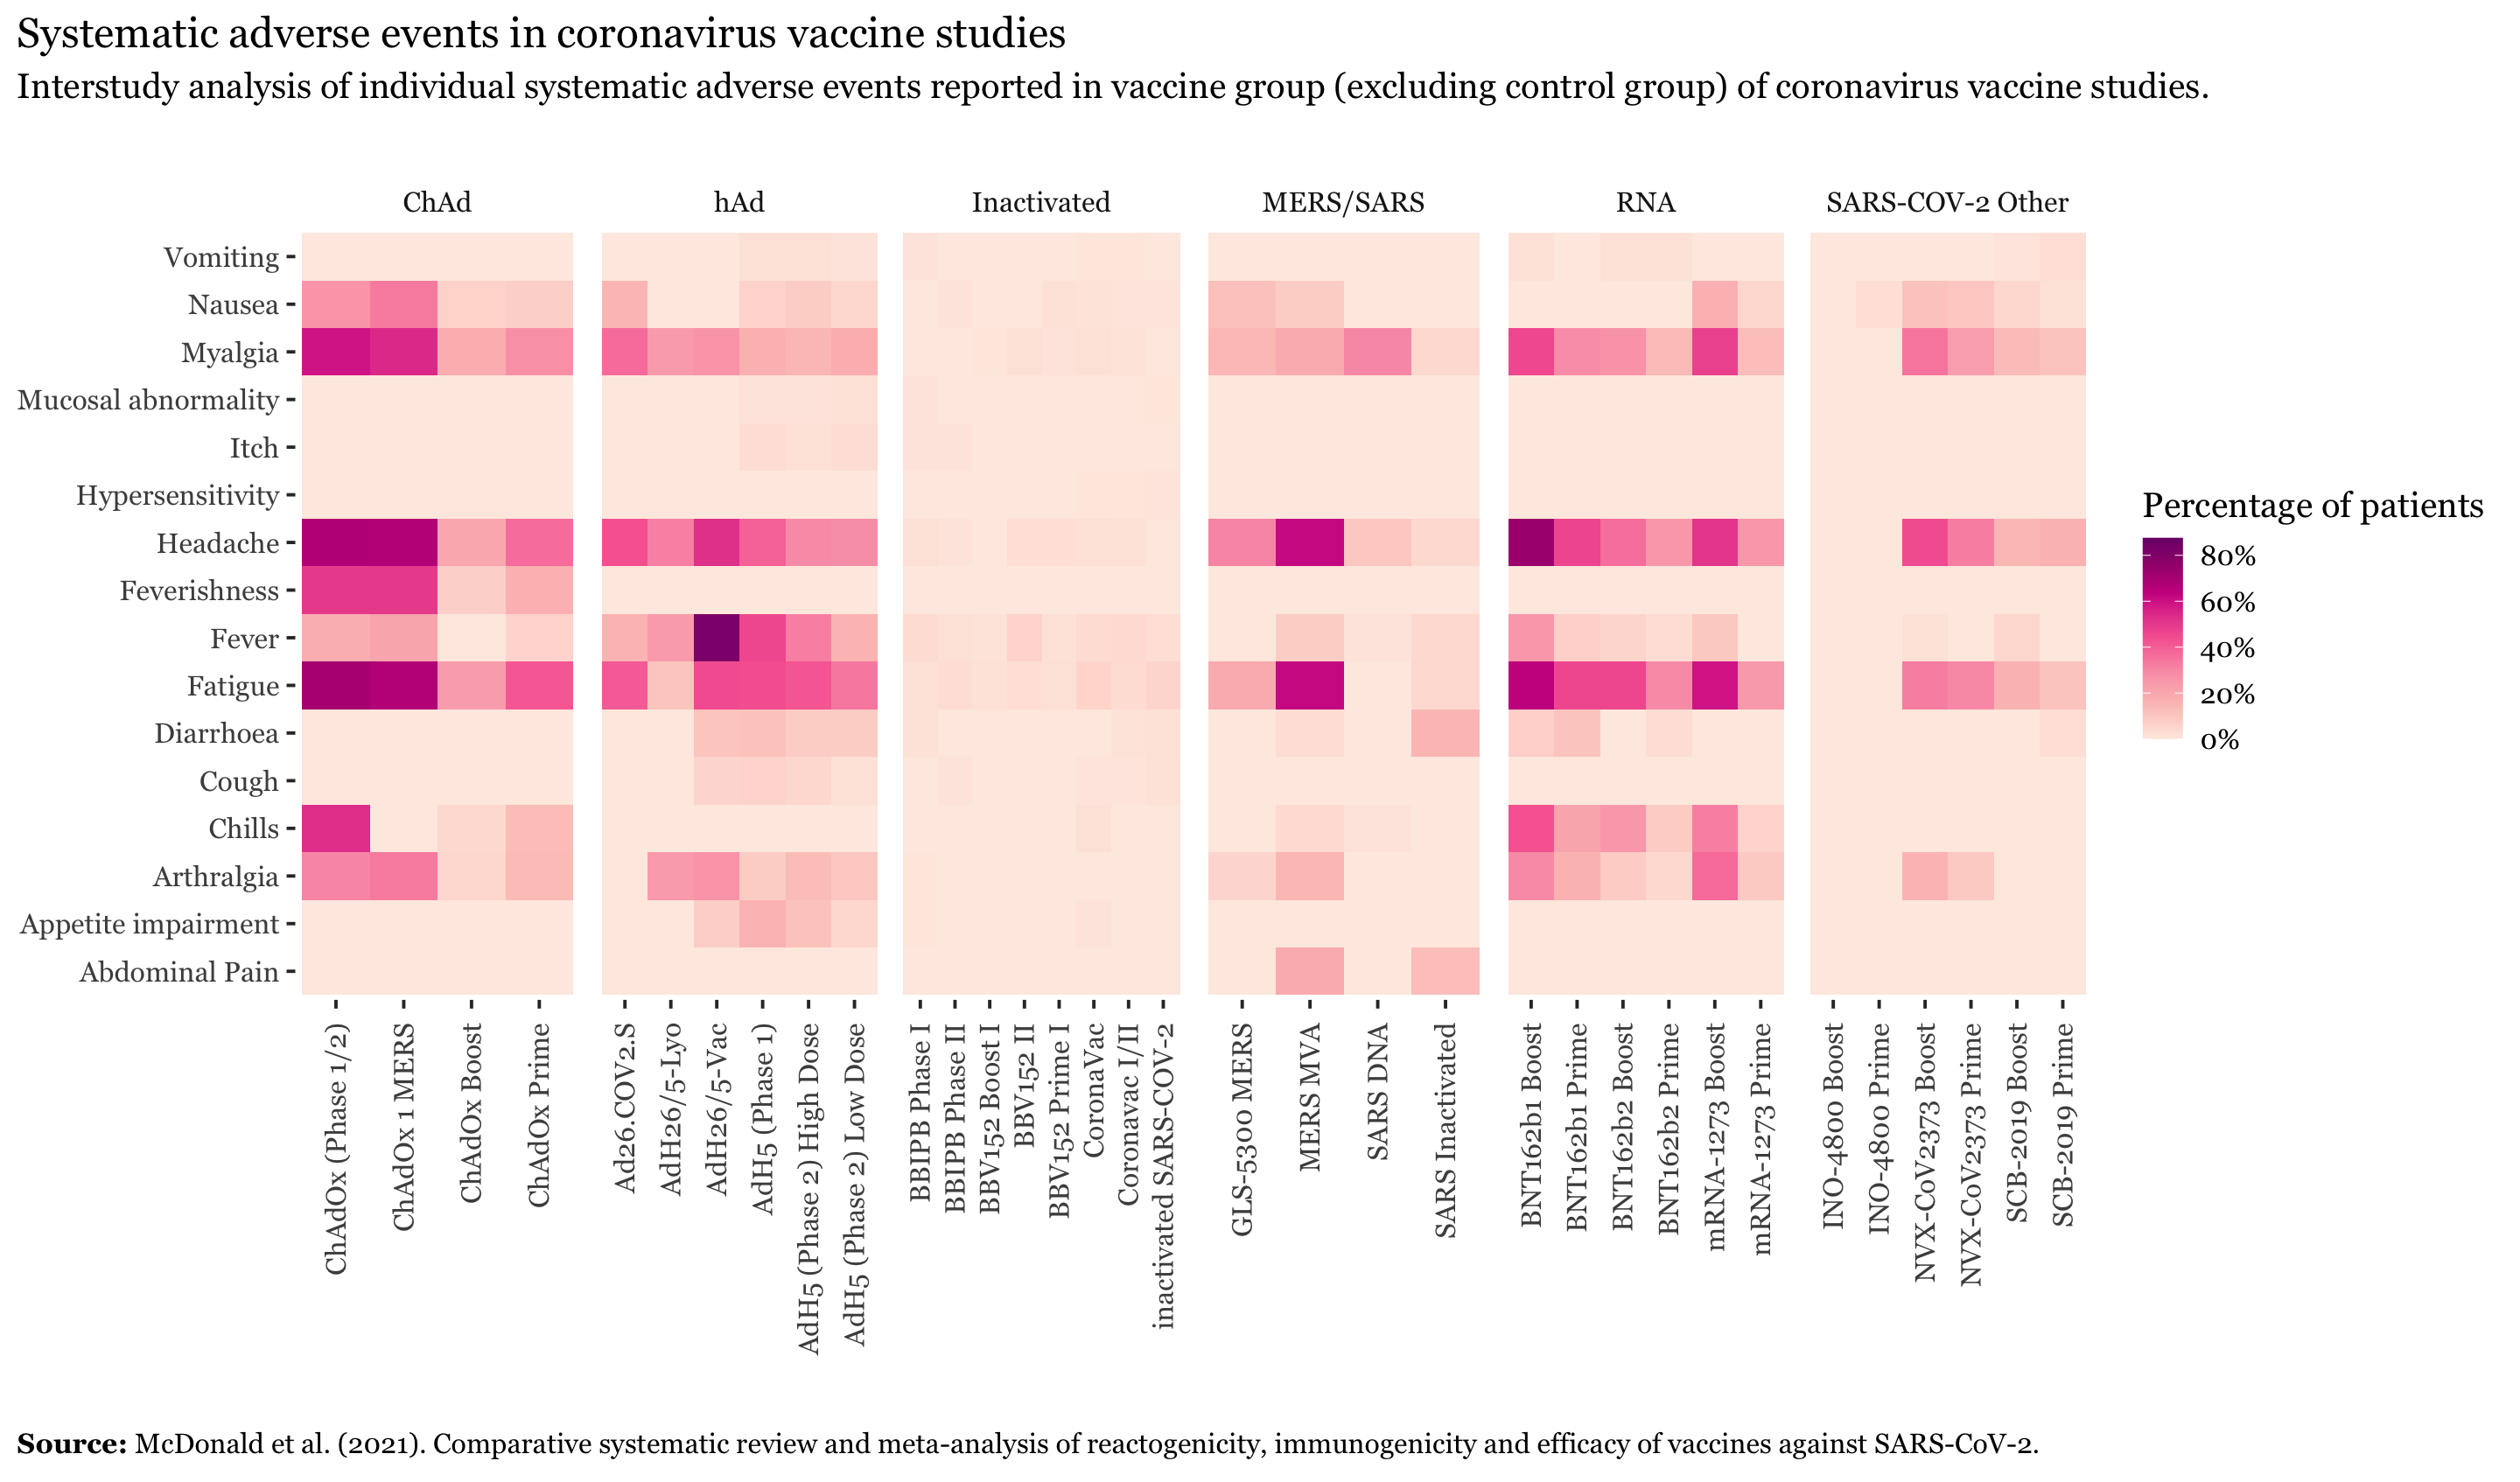 Systematic adverse events in coronavirus vaccine studies
Interstudy analysis of individual systematic adverse events reported in vaccine group (excluding control group) of coronavirus vaccine studies.
ChAd
hAd
Inactivated
MERS/SARS
RNA
SARS-COV-2 Other
Vomiting
Nausea
Myalgia
Mucosal abnormality
Itch
Hypersensitivity
Headache
Feverishness
Fever
Fatigue
Diarrhoea
Cough
Chills
Arthralgia
Appetite impairment
Abdominal Pain
Percentage of patients
80%
60%
40%
20%
0%
ChAdOx (Phase 1/2)
ChAdOx 1 MERS
ChAdOx Boost
ChAdOx Prime
Ad26.COV2.S
AdH26/5-Lyo
AdH26/5-Vac
AdH5 (Phase 1)
AdH5 (Phase 2) High Dose
AdH5 (Phase 2) Low Dose
BBIPB Phase I
BBIPB Phase II
BBV152 Boost I
BBV152 II
BBV152 Prime I
CoronaVac
Coronavac I/II
inactivated SARS-COV-2
GLS-5300 MERS
MERS MVA
SARS DNA
SARS Inactivated
BNT162b1 Boost
BNT162b1 Prime
BNT162b2 Boost
BNT162b2 Prime
mRNA-1273 Boost
mRNA-1273 Prime
INO-4800 Boost
INO-4800 Prime
NVX-CoV2373 Boost
NVX-CoV2373 Prime
SCB-2019 Boost
SCB-2019 Prime
Source: McDonald et al. (2021). Comparative systematic review and meta-analysis of reactogenicity, immunogenicity and efficacy of vaccines against SARS-CoV-2.